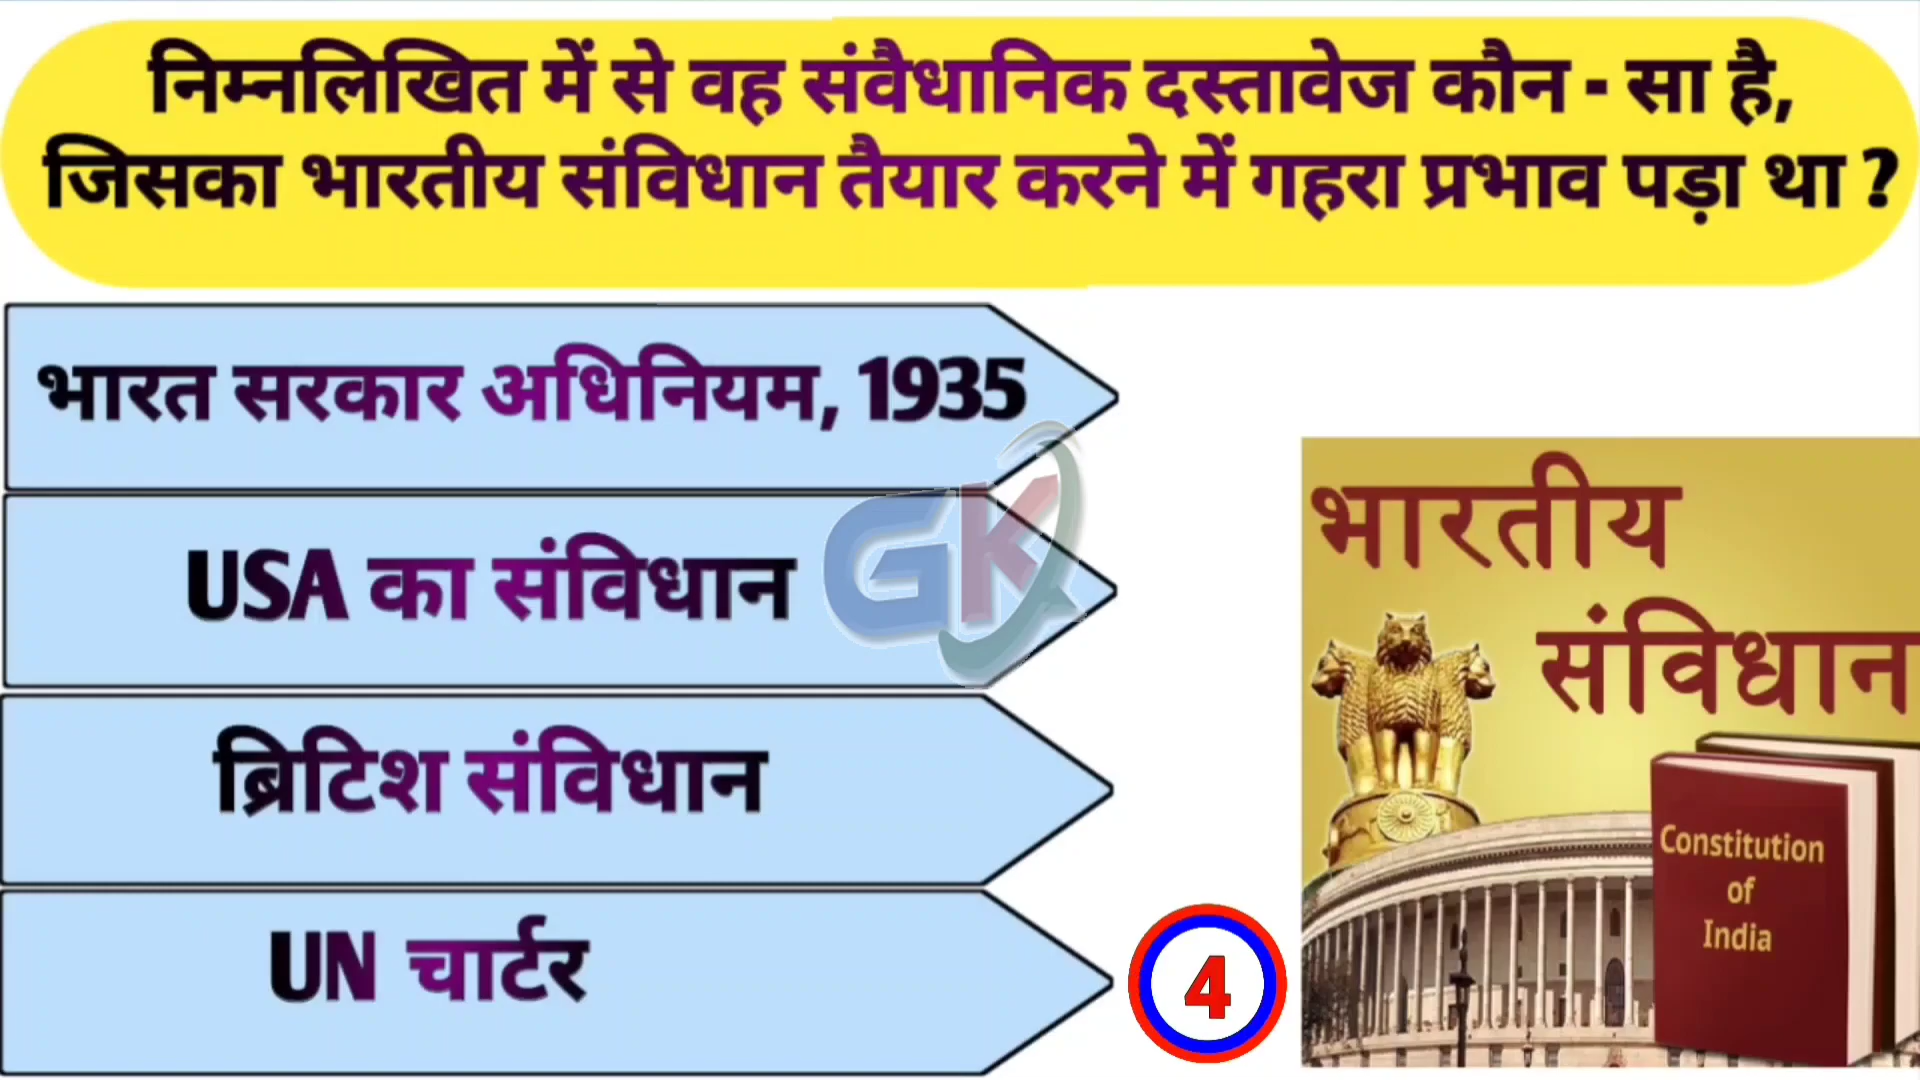 निम्नलिखित में से वह संवैधानिक दस्तावेज कौन - सा है,
जिसका भारतीय संविधान तैयार करने में गहरा प्रभाव पड़ा था ?
भारत सरकार अधिनियम, 1935
USA का संविधान
ब्रिटिश संविधान
UN चार्टर
GK
4
भारतीय
संविधान
Constitution
of
India